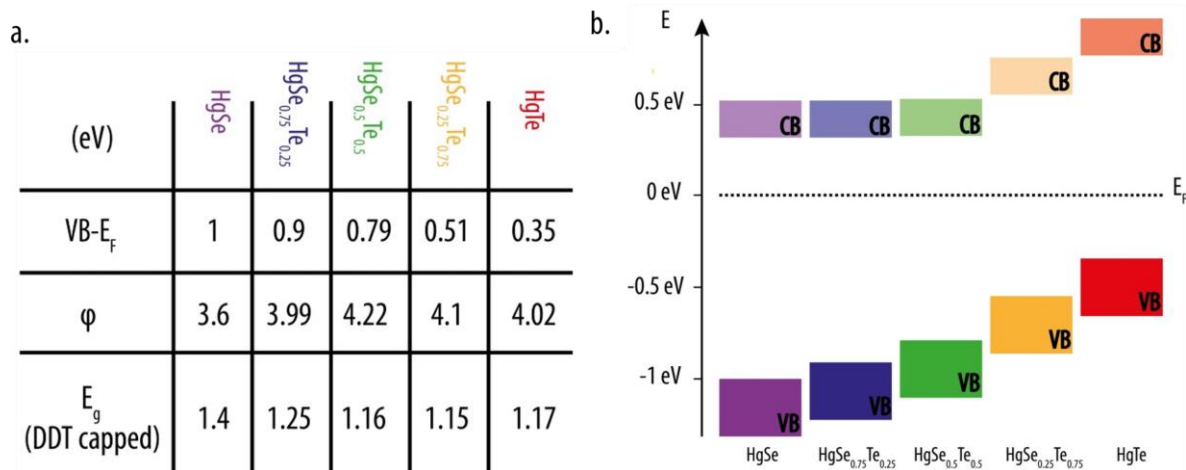 a.
(eV)
HgSe
HgSe0.75Te0.25
HgSe0.5Te0.5
HgSe0.25Te0.75
HgTe
VB-EF 1 0.9 0.79 0.51 0.35
φ 3.6 3.99 4.22 4.1 4.02
Eg
(DDT capped) 1.4 1.25 1.16 1.15 1.17
b.
E
CB
CB
0.5 eV
CB CB CB
0 eV
EF
-0.5 eV
VB
VB
-1 eV
VB
VB
VB
HgSe HgSe0.75Te0.25 HgSe0.5Te0.5 HgSe0.25Te0.75 HgTe